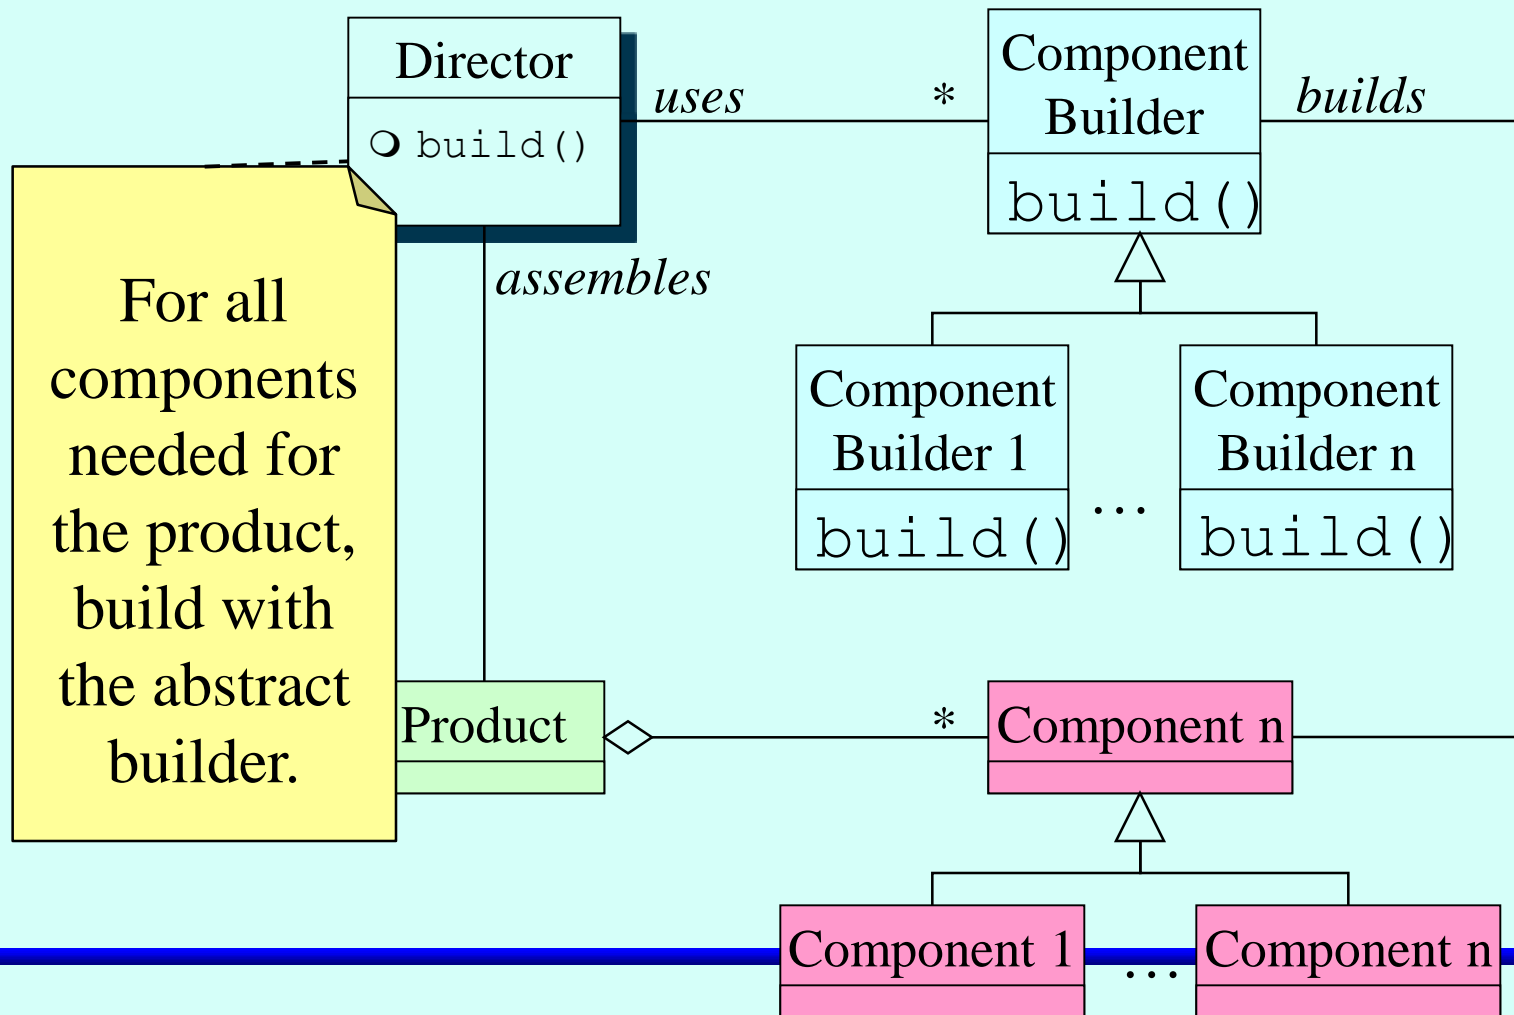 Director
build()
uses
*
Component
Builder
build()
builds
assembles
For all
components
needed for
the product,
build with
the abstract
builder.
Component
Builder 1
build()
…
Component
Builder n
build()
Product
*
Component n
Component 1
…
Component n